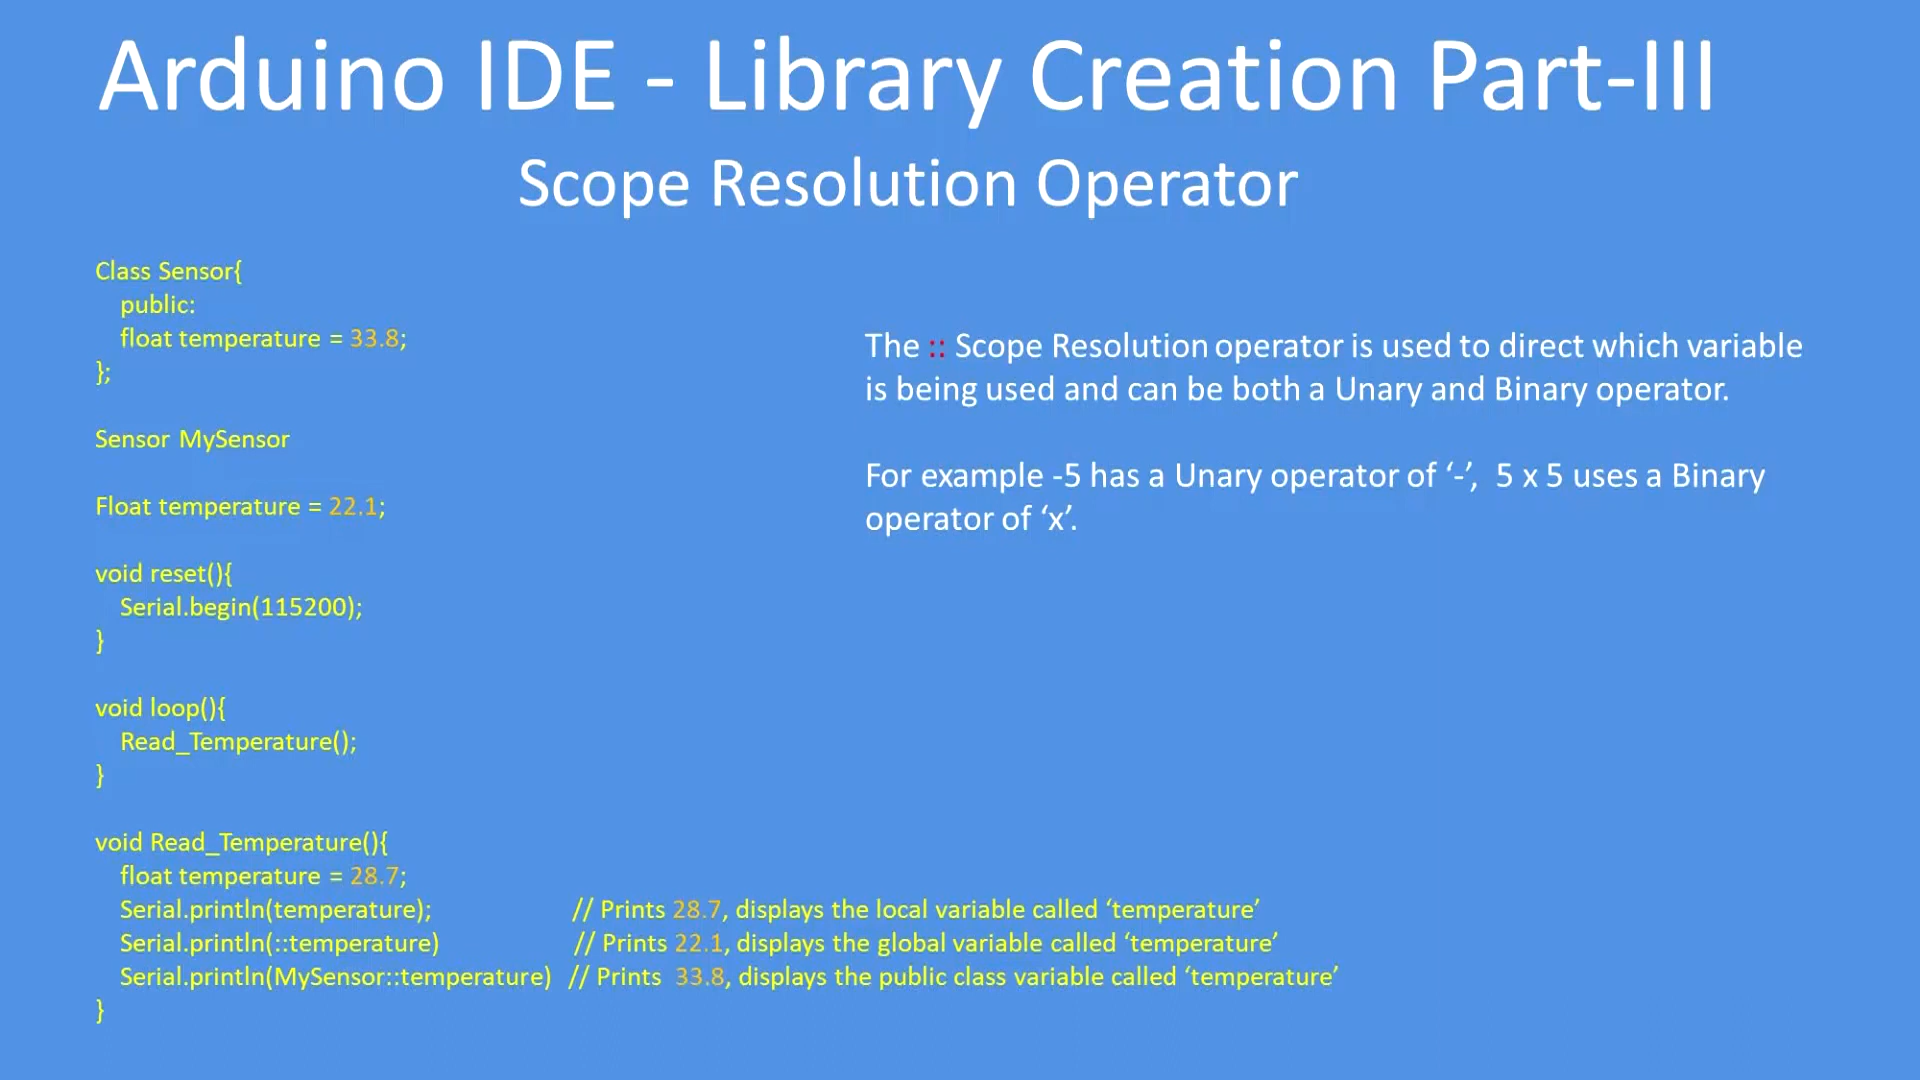 Arduino IDE - Library Creation Part-III
Scope Resolution Operator
Class Sensor{
public:
float temperature = 33.8;
};
Sensor MySensor
Float temperature = 22.1;
void reset(){
Serial.begin(115200);
}
void loop(){
Read_Temperature();
}
void Read_Temperature(){
float temperature = 28.7;
Serial.println(temperature); // Prints 28.7, displays the local variable called ‘temperature’
Serial.println(::temperature) // Prints 22.1, displays the global variable called ‘temperature’
Serial.println(MySensor::temperature) // Prints 33.8, displays the public class variable called ‘temperature’
}
The :: Scope Resolution operator is used to direct which variable
is being used and can be both a Unary and Binary operator.
For example -5 has a Unary operator of ‘-’, 5 x 5 uses a Binary
operator of ‘x’.